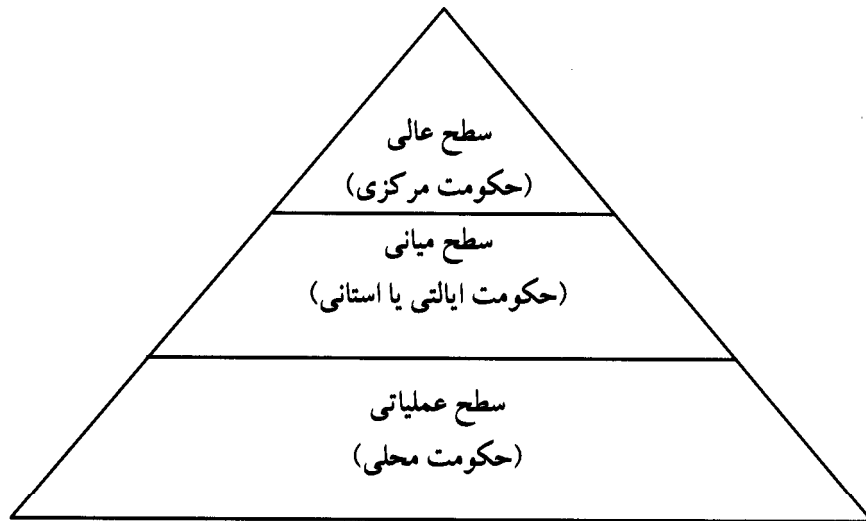 سطح عالی
(حکومت مرکزی)
سطح میانی
(حکومت ایالتی یا استانی)
سطح عملیاتی
(حکومت محلی)